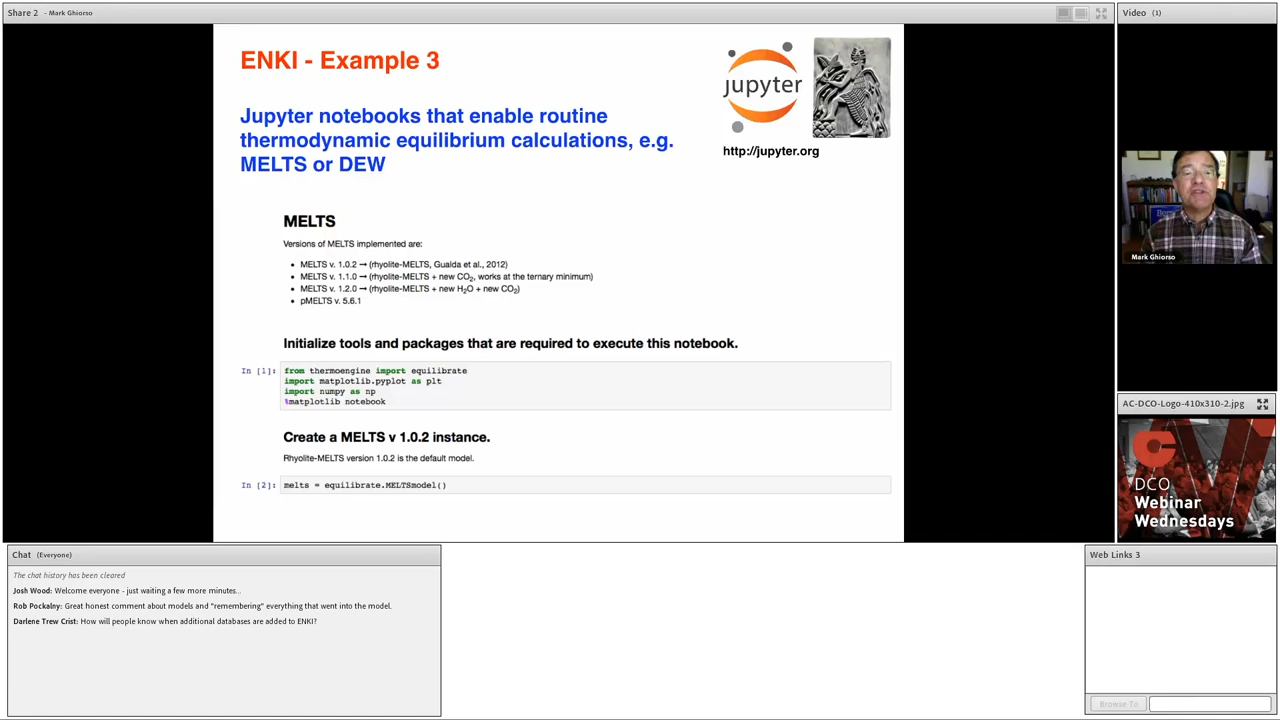 Share 2 - Mark Ghiorso
ENKI - Example 3
jupyter
http://jupyter.org
Jupyter notebooks that enable routine
thermodynamic equilibrium calculations, e.g.
MELTS or DEW
MELTS
Versions of MELTS implemented are:
• MELTS v. 1.0.2 → (rhyolite-MELTS, Gualda et al., 2012)
• MELTS v. 1.1.0 → (rhyolite-MELTS + new CO₂, works at the ternary minimum)
• MELTS v. 1.2.0 → (rhyolite-MELTS + new H₂O + new CO₂)
• pMELTS v. 5.6.1
Initialize tools and packages that are required to execute this notebook.
In [1]: from thermoengine import equilibrate
import matplotlib.pyplot as plt
import numpy as np
%matplotlib notebook
Create a MELTS v 1.0.2 instance.
Rhyolite-MELTS version 1.0.2 is the default model.
In [2]: melts = equilibrate.MELTSmodel()
Video (1)
Mark Ghiorso
AC-DCO-Logo-410x310-2.jpg
DCO
Webinar
Wednesdays
Chat (Everyone)
The chat history has been cleared
Josh Wood: Welcome everyone - just waiting a few more minutes...
Rob Pockalny: Great honest comment about models and "remembering" everything that went into the model.
Darlene Trew Crist: How will people know when additional databases are added to ENKI?
Web Links 3
Browse To